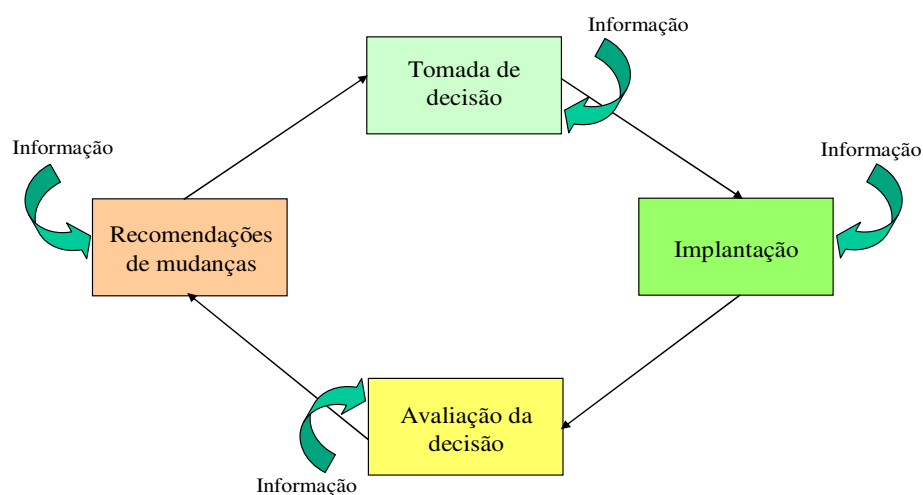 Informação
Tomada de
decisão
Informação
Informação
Recomendações
de mudanças
Implantação
Avaliação da
decisão
Informação